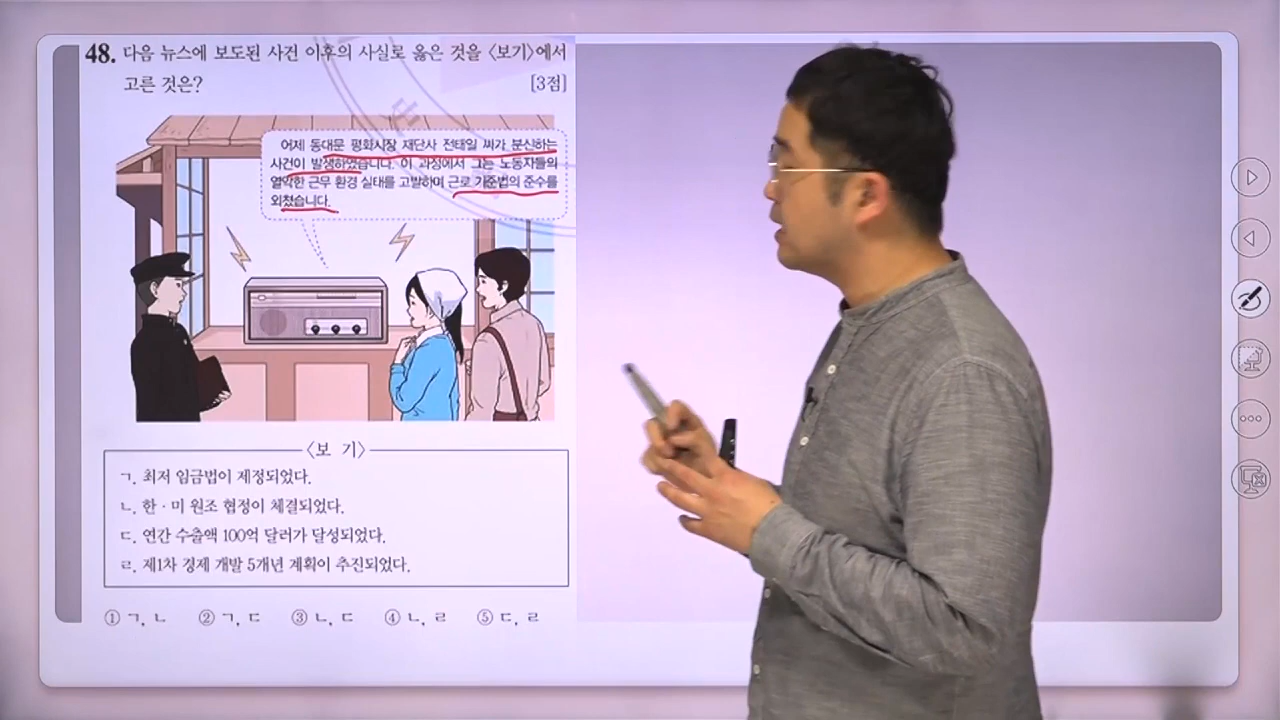 48. 다음 뉴스에 보도된 사건 이후의 사실로 옳은 것을 〈보기〉에서
고른 것은? [3점]
어제 동대문 평화시장 재단사 전태일 씨가 분신하는
사건이 발생하였습니다. 이 과정에서 그는 노동자들의
열악한 근무 환경 실태를 고발하며 근로 기준법의 준수를
외쳤습니다.
〈보 기〉
ㄱ. 최저 임금법이 제정되었다.
ㄴ. 한 · 미 원조 협정이 체결되었다.
ㄷ. 연간 수출액 100억 달러가 달성되었다.
ㄹ. 제1차 경제 개발 5개년 계획이 추진되었다.
① ㄱ, ㄴ ② ㄱ, ㄷ ③ ㄴ, ㄷ ④ ㄴ, ㄹ ⑤ ㄷ, ㄹ